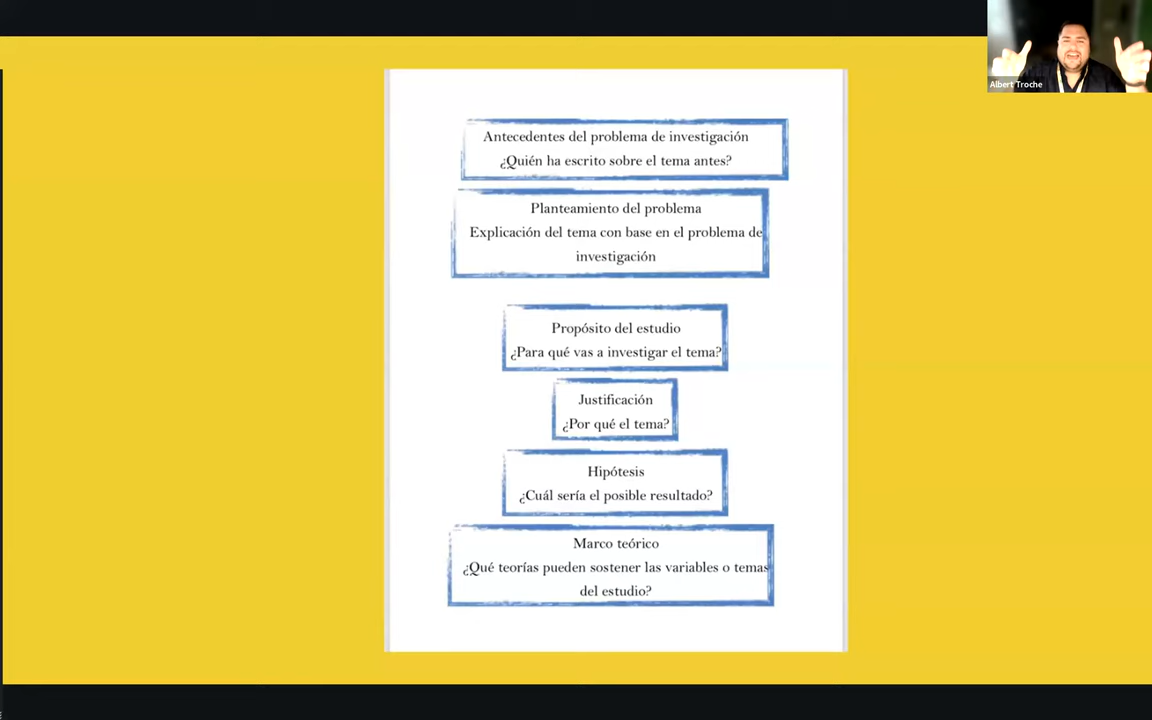 Albert Troche
Antecedentes del problema de investigación
¿Quién ha escrito sobre el tema antes?
Planteamiento del problema
Explicación del tema con base en el problema de
investigación
Propósito del estudio
¿Para qué vas a investigar el tema?
Justificación
¿Por qué el tema?
Hipótesis
¿Cuál sería el posible resultado?
Marco teórico
¿Qué teorías pueden sostener las variables o temas
del estudio?